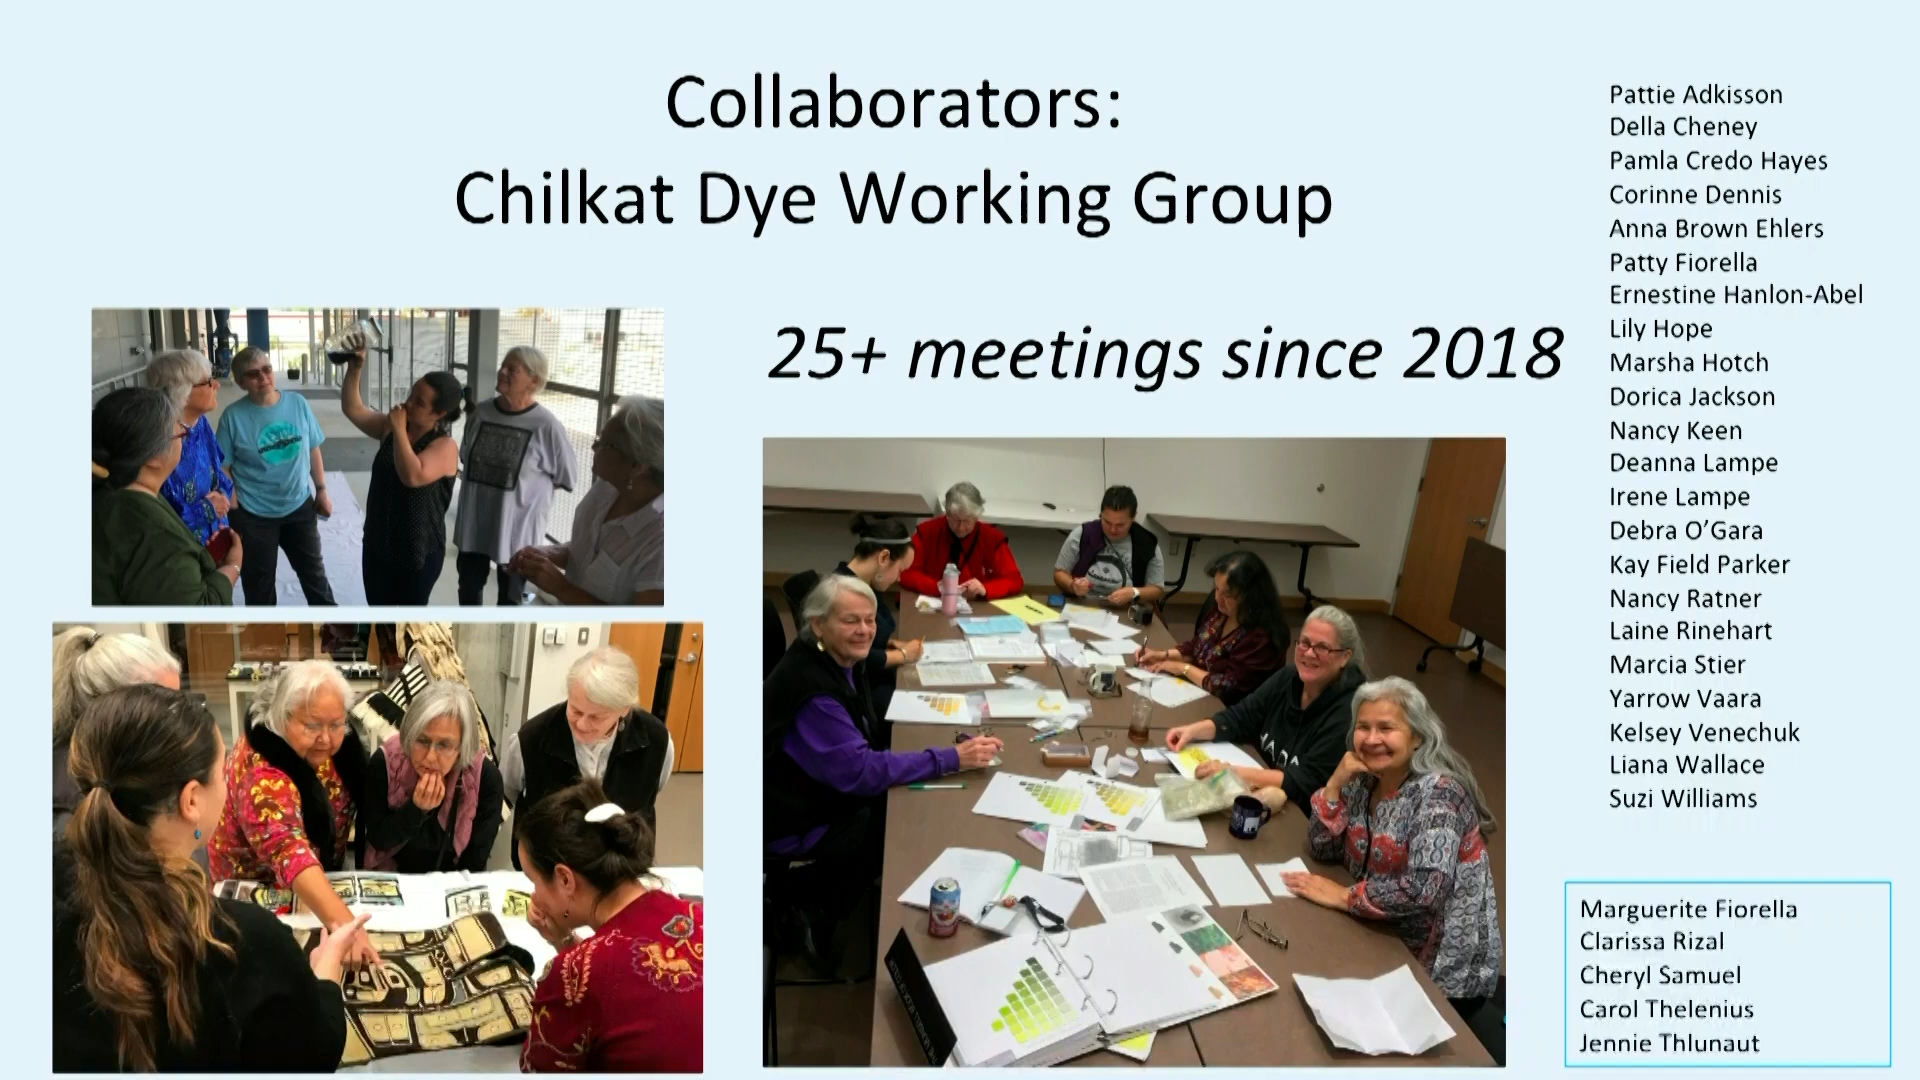 Collaborators:
Chilkat Dye Working Group
25+ meetings since 2018
Pattie Adkisson
Della Cheney
Pamla Credo Hayes
Corinne Dennis
Anna Brown Ehlers
Patty Fiorella
Ernestine Hanlon-Abel
Lily Hope
Marsha Hotch
Dorica Jackson
Nancy Keen
Deanna Lampe
Irene Lampe
Debra O’Gara
Kay Field Parker
Nancy Ratner
Laine Rinehart
Marcia Stier
Yarrow Vaara
Kelsey Venechuk
Liana Wallace
Suzi Williams
Marguerite Fiorella
Clarissa Rizal
Cheryl Samuel
Carol Thelenius
Jennie Thlunaut